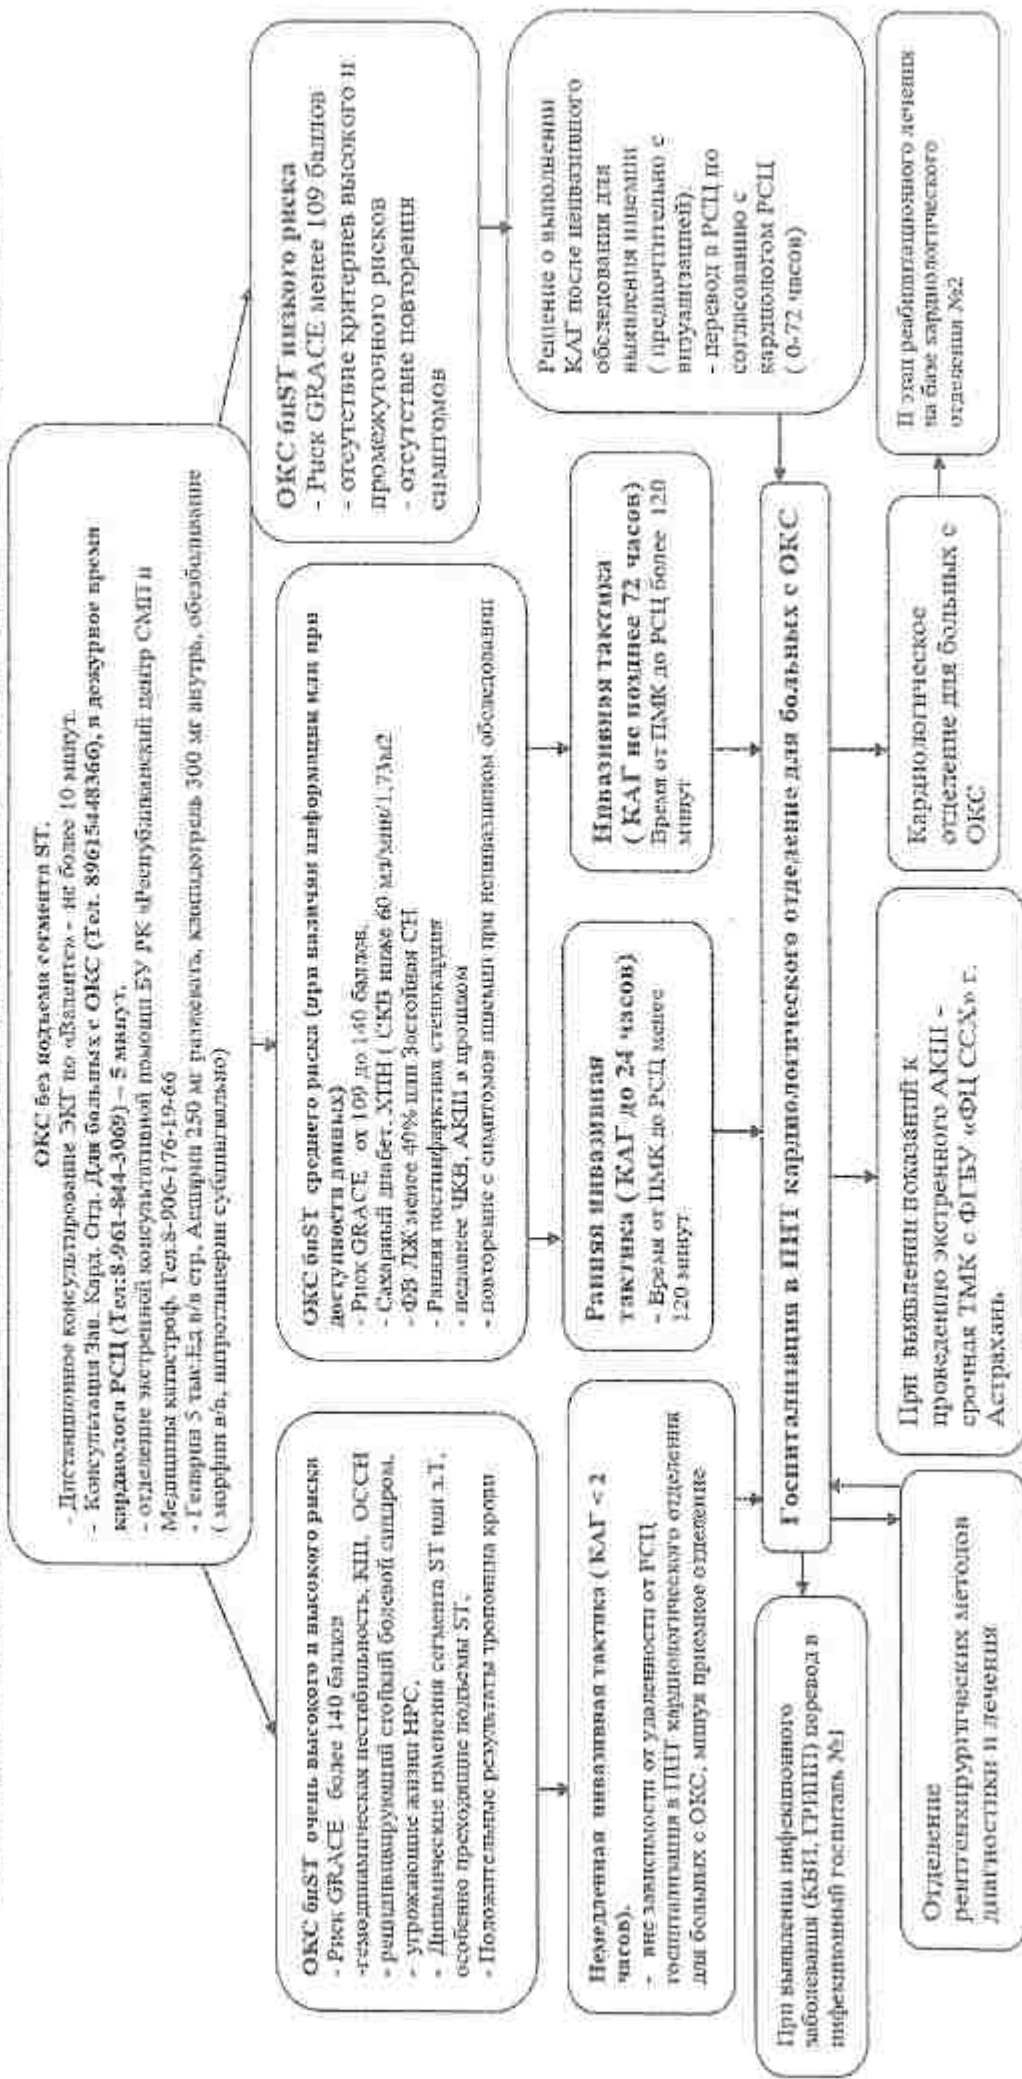 ОКС без подъема сегмента ST.
- Дистанционное консультирование ЭКГ по «Валента» - не более 10 минут.
- Консультация Зав. Кард. Отд. Для больных с ОКС (Тел. 89615448366), в дежурное время
кардиологи РСЦ (Тел:8-961-844-3069) – 5 минут.
- отделение экстренной консультативной помощи БУ РК «Республиканский центр СМП и
Медицины катастроф. Тел.8-906-176-19-66
- Гепарин 5 тыс.Ед в/в стр. Аспирин 250 мг разжевать, клопидогрель 300 мг внутрь, обезболивание
( морфин в/в, нитроглицерин сублингвально)
ОКС бпST очень высокого и высокого риски
- Риск GRACE более 140 баллов
-гемодинамическая нестабильность, КШ, ОССН
- рецидивирующий стойкий болевой синдром,
- угрожающие жизни НРС,
- Динамические изменения сегмента ST или з.Т,
особенно преходящие подъемы ST,
- Положительные результаты тропонина крови
ОКС бпST среднего риска (при наличии информации или при
доступности данных)
- Риск GRACE от 109 до 140 баллов,
- Сахарный диабет, ХПН ( СКФ ниже 60 мл/мин/1,73м2
- ФВ ЛЖ менее 40% или Застойная СН
- Ранняя постинфарктная стенокардия
- недавнее ЧКВ, АКШ в прошлом
- повторение с симптомов ишемии при неинвазивном обследовании
ОКС бпST низкого риска
- Риск GRACE менее 109 баллов
- отсутствие критериев высокого и
промежуточного рисков
- отсутствие повторения
симптомов
Немедленная инвазивная тактика ( КАГ < 2
часов).
- вне зависимости от удаленности от РСЦ
госпитализация в ПИТ кардиологического отделения
для больных с ОКС, минуя приемное отделение
Ранняя инвазивная
тактика ( КАГ до 24 часов)
- Время от ПМК до РСЦ менее
120 минут
Инвазивная тактика
( КАГ не позднее 72 часов)
Время от ПМК до РСЦ более 120
минут
Решение о выполнении
КАГ после неинвазивного
обследования для
выявления ишемии
( предпочтительно с
визуализацией).
- перевод в РСЦ по
согласованию с
кардиологом РСЦ
( 0-72 часов)
Госпитализация в ПИТ кардиологического отделение для больных с ОКС
При выявлении инфекционного
заболевания (КВИ, ГРИПП) перевод в
инфекционный госпиталь №1
Отделение
рентгенхирургических методов
диагностики и лечения
При выявлении показаний к
проведению экстренного АКШ -
срочная ТМК с ФГБУ «ФЦ ССХ» г.
Астрахань
Кардиологическое
отделение для больных с
ОКС
II этап реабилитационного лечения
на базе кардиологического
отделения №2